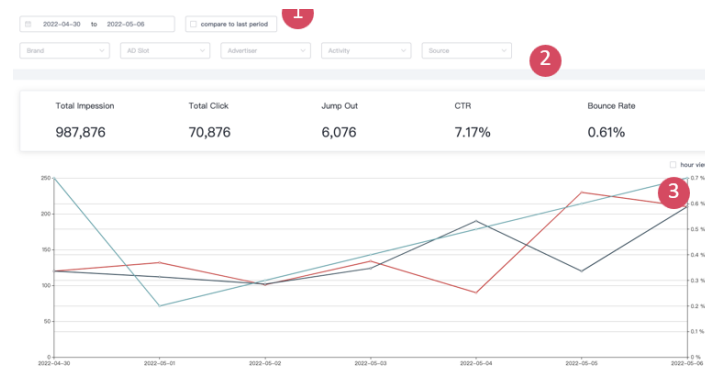 1
2022-04-30 to 2022-05-06 compare to last period
Brand AD Slot Advertiser Activity Source
2
Total Impession Total Click Jump Out CTR Bounce Rate
987,876 70,876 6,076 7.17% 0.61%
hour view
250 0.7 %
3
200 0.6 %
0.5 %
150
0.4 %
100 0.3 %
0.2 %
50
0.1 %
0 0 %
2022-04-30 2022-05-01 2022-05-02 2022-05-03 2022-05-04 2022-05-05 2022-05-06